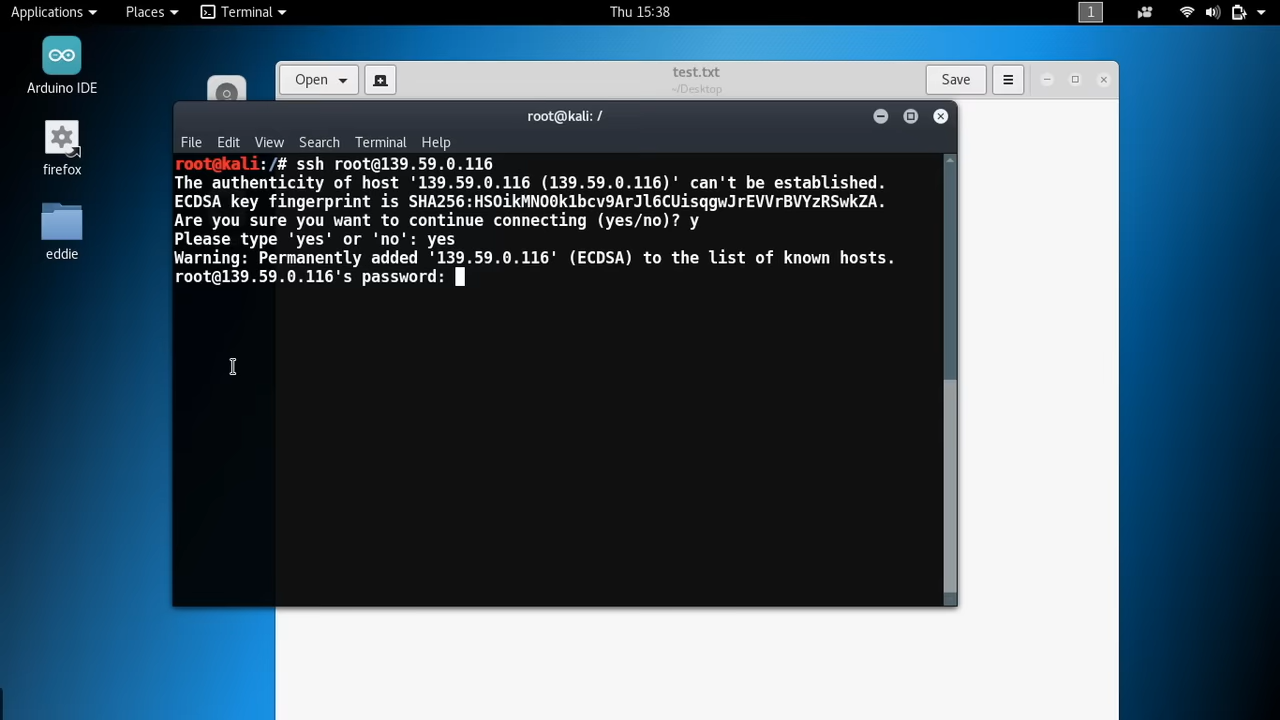 Applications Places Terminal Thu 15:38 1
Arduino IDE
firefox
eddie
Open test.txt Save
~/Desktop
root@kali: /
File Edit View Search Terminal Help
root@kali:/# ssh root@139.59.0.116
The authenticity of host '139.59.0.116 (139.59.0.116)' can't be established.
ECDSA key fingerprint is SHA256:HSOikMNO0k1bcv9ArJl6CUisqgwJrEVVrBVYzRSwkZA.
Are you sure you want to continue connecting (yes/no)? y
Please type 'yes' or 'no': yes
Warning: Permanently added '139.59.0.116' (ECDSA) to the list of known hosts.
root@139.59.0.116's password: